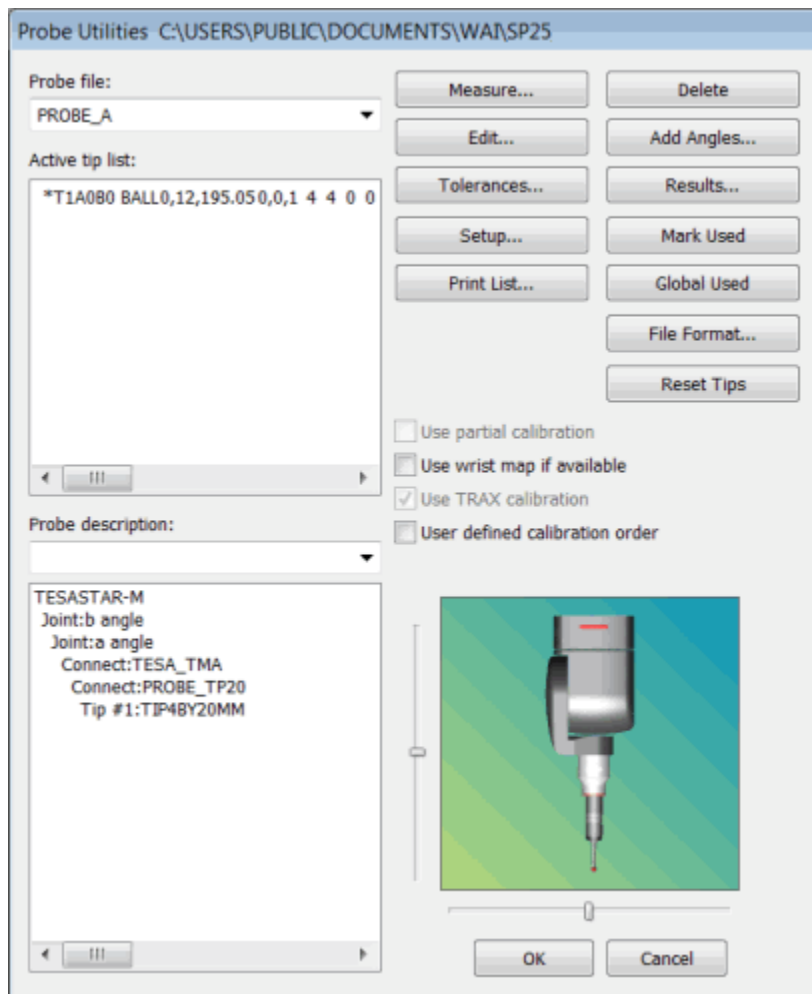 Probe Utilities C:\USERS\PUBLIC\DOCUMENTS\WAI\SP25
Probe file:
PROBE_A
Active tip list:
*T1A0B0 BALL0,12,195.050,0,1 4 4 0 0
Measure...
Delete
Edit...
Add Angles...
Tolerances...
Results...
Setup...
Mark Used
Print List...
Global Used
File Format...
Reset Tips
Use partial calibration
Use wrist map if available
Use TRAX calibration
User defined calibration order
Probe description:
TESASTAR-M
Joint:b angle
Joint:a angle
Connect:TESA_TMA
Connect:PROBE_TP20
Tip #1:TIP4BY20MM
OK
Cancel